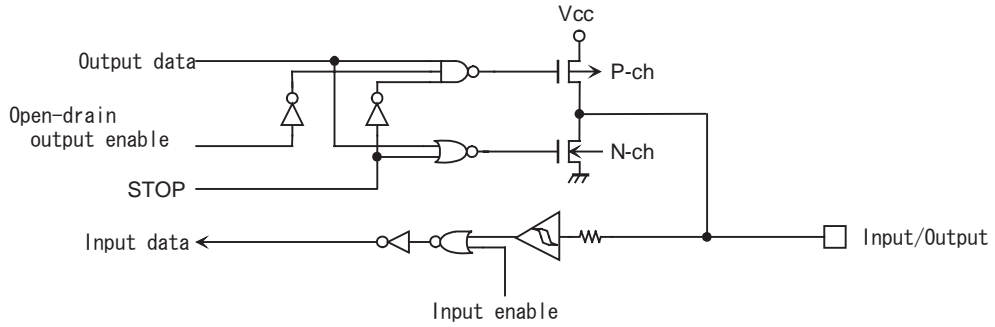 Vcc
Output data
P-ch
Open-drain
output enable
N-ch
STOP
Input data
Input/Output
Input enable